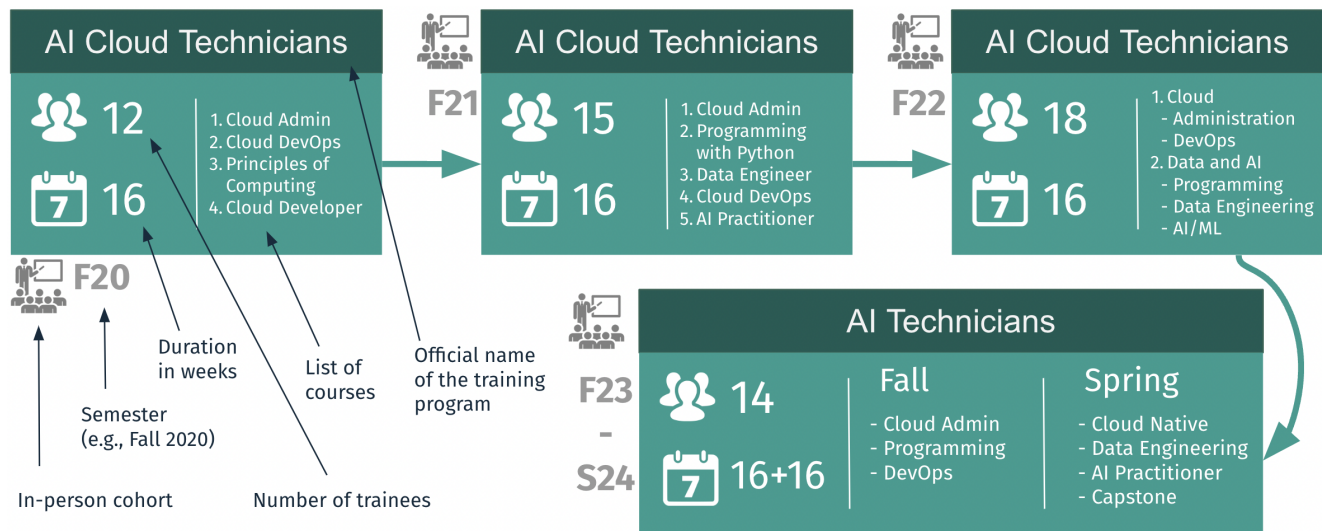 AI Cloud Technicians
12
16
1. Cloud Admin
2. Cloud DevOps
3. Principles of
Computing
4. Cloud Developer
7
F20
F21
AI Cloud Technicians
15
16
1. Cloud Admin
2. Programming
with Python
3. Data Engineer
4. Cloud DevOps
5. AI Practitioner
7
F22
AI Cloud Technicians
18
16
1. Cloud
- Administration
- DevOps
2. Data and AI
- Programming
- Data Engineering
- AI/ML
7
In-person cohort
Semester
(e.g., Fall 2020)
Duration
in weeks
Number of trainees
List of
courses
Official name
of the training
program
F23
-
S24
AI Technicians
14
7
16+16
Fall
- Cloud Admin
- Programming
- DevOps
Spring
- Cloud Native
- Data Engineering
- AI Practitioner
- Capstone